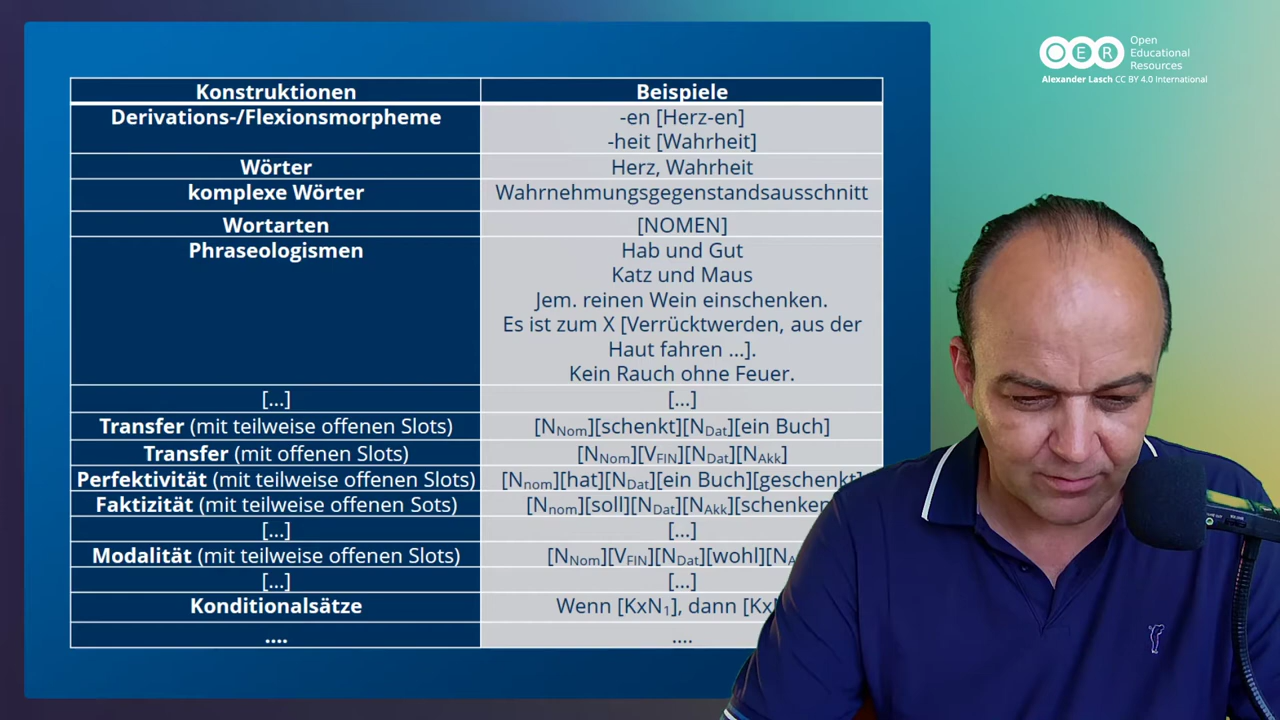 OER
Open
Educational
Resources
Alexander Lasch CC BY 4.0 International
Konstruktionen Beispiele
Derivations-/Flexionsmorpheme -en [Herz-en]
-heit [Wahrheit]
Wörter Herz, Wahrheit
komplexe Wörter Wahrnehmungsgegenstandsausschnitt
Wortarten [NOMEN]
Phraseologismen Hab und Gut
Katz und Maus
Jem. reinen Wein einschenken.
Es ist zum X [Verrücktwerden, aus der
Haut fahren ...].
Kein Rauch ohne Feuer.
[...] [...]
Transfer (mit teilweise offenen Slots) [NNom][schenkt][NDat][ein Buch]
Transfer (mit offenen Slots) [NNom][VFIN][NDat][NAkk]
Perfektivität (mit teilweise offenen Slots) [Nnom][hat][NDat][ein Buch][geschenkt]
Faktizität (mit teilweise offenen Sots) [Nnom][soll][NDat][NAkk][schenken
[...] [...]
Modalität (mit teilweise offenen Slots) [NNom][VFIN][NDat][wohl][NA
[...] [...]
Konditionalsätze Wenn [KxN1], dann [Kx
.... ....